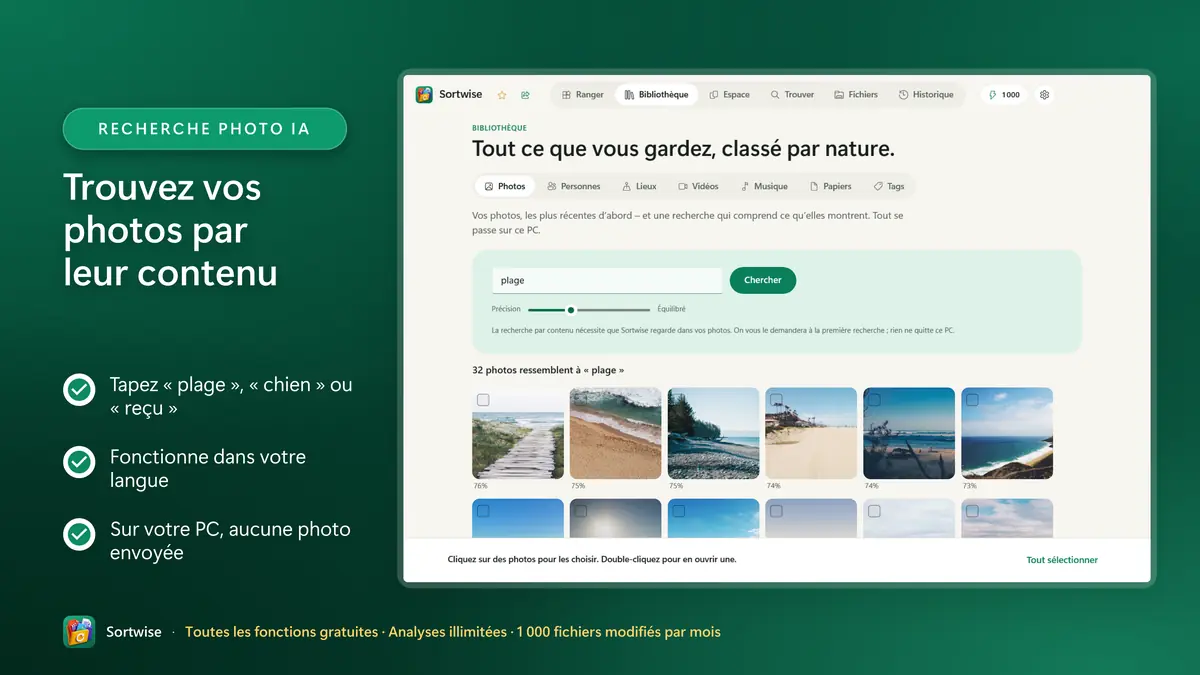 RECHERCHE PHOTO IA
Trouvez vos
photos par
leur contenu
Tapez « plage », « chien » ou
« reçu »
Fonctionne dans votre
langue
Sur votre PC, aucune photo
envoyée
Sortwise
Ranger
Bibliothèque
Espace
Trouver
Fichiers
Historique
1000
BIBLIOTHÈQUE
Tout ce que vous gardez, classé par nature.
Photos
Personnes
Lieux
Vidéos
Musique
Papiers
Tags
Vos photos, les plus récentes d’abord – et une recherche qui comprend ce qu’elles montrent. Tout se
passe sur ce PC.
plage
Chercher
Précision
Équilibré
La recherche par contenu nécessite que Sortwise regarde dans vos photos. On vous le demandera à la première recherche ; rien ne quitte ce PC.
32 photos ressemblent à « plage »
76%
75%
75%
74%
74%
73%
Cliquez sur des photos pour les choisir. Double-cliquez pour en ouvrir une.
Tout sélectionner
Sortwise · Toutes les fonctions gratuites · Analyses illimitées · 1 000 fichiers modifiés par mois